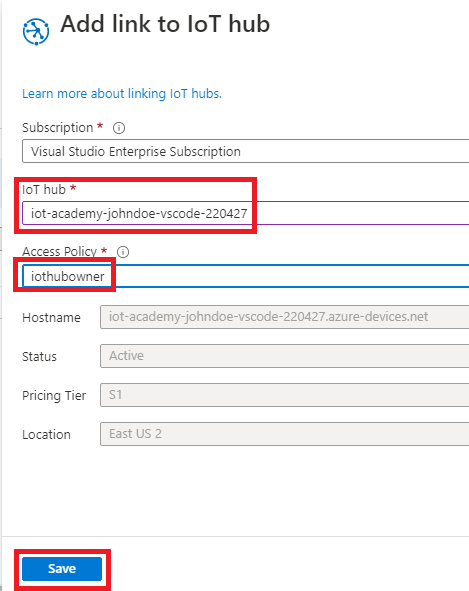 Add link to IoT hub
Learn more about linking IoT hubs.
Subscription *
Visual Studio Enterprise Subscription
IoT hub *
iot-academy-johndoe-vscode-220427
Access Policy *
iothubowner
Hostname iot-academy-johndoe-vscode-220427.azure-devices.net
Status Active
Pricing Tier S1
Location East US 2
Save